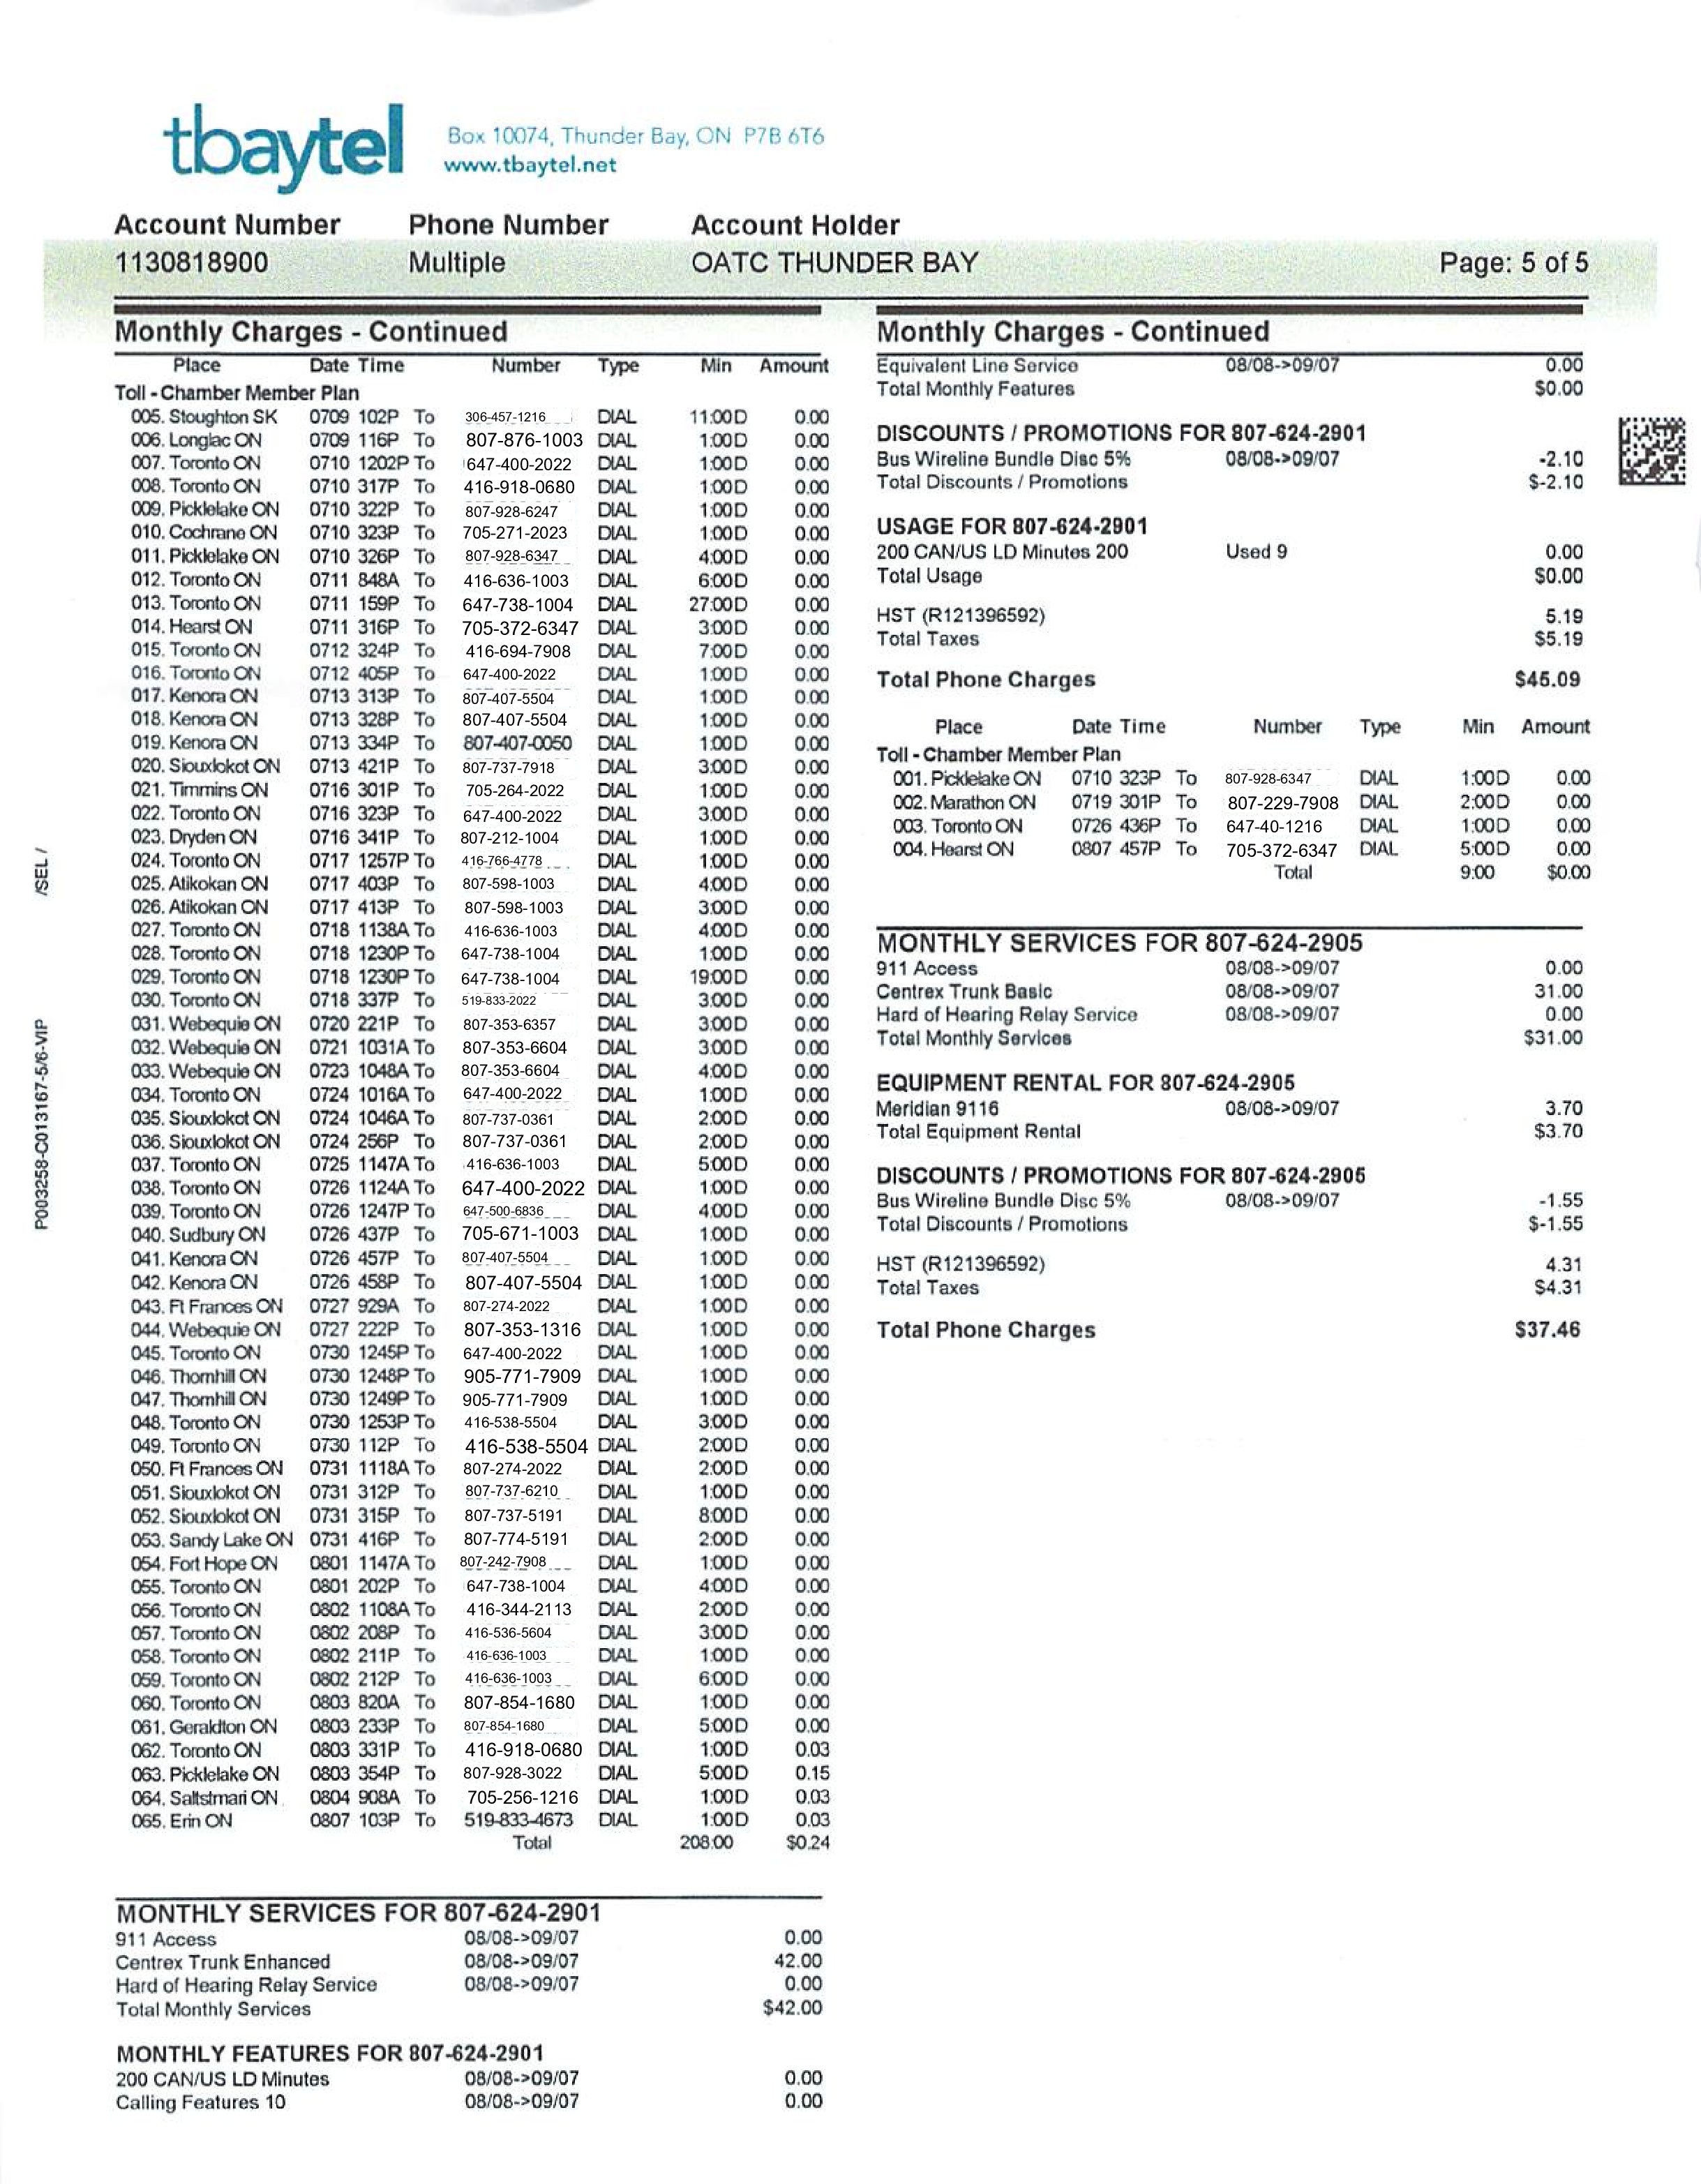 tbaytel
Box 10074, Thunder Bay, ON P7B 6T6
www.tbaytel.net
Account Number Phone Number Account Holder
1130818900 Multiple OATC THUNDER BAY Page: 5 of 5
Monthly Charges - Continued
Place Date Time Number Type Min Amount
Toll - Chamber Member Plan
005. Stoughton SK 0709 102P To 306-457-1216 DIAL 11:00D 0.00
006. Longlac ON 0709 116P To 807-876-1003 DIAL 1:00D 0.00
007. Toronto ON 0710 1202P To 647-400-2022 DIAL 1:00D 0.00
008. Toronto ON 0710 317P To 416-918-0680 DIAL 1:00D 0.00
009. Picklelake ON 0710 322P To 807-928-6247 DIAL 1:00D 0.00
010. Cochrane ON 0710 323P To 705-271-2023 DIAL 1:00D 0.00
011. Picklelake ON 0710 326P To 807-928-6347 DIAL 4:00D 0.00
012. Toronto ON 0711 848A To 416-636-1003 DIAL 6:00D 0.00
013. Toronto ON 0711 159P To 647-738-1004 DIAL 27:00D 0.00
014. Hearst ON 0711 316P To 705-372-6347 DIAL 3:00D 0.00
015. Toronto ON 0712 324P To 416-694-7908 DIAL 7:00D 0.00
016. Toronto ON 0712 405P To 647-400-2022 DIAL 1:00D 0.00
017. Kenora ON 0713 313P To 807-407-5504 DIAL 1:00D 0.00
018. Kenora ON 0713 328P To 807-407-5504 DIAL 1:00D 0.00
019. Kenora ON 0713 334P To 807-407-0050 DIAL 1:00D 0.00
020. Siouxlokot ON 0713 421P To 807-737-7918 DIAL 3:00D 0.00
021. Timmins ON 0716 301P To 705-264-2022 DIAL 1:00D 0.00
022. Toronto ON 0716 323P To 647-400-2022 DIAL 3:00D 0.00
023. Dryden ON 0716 341P To 807-212-1004 DIAL 1:00D 0.00
024. Toronto ON 0717 1257P To 416-766-4778 DIAL 1:00D 0.00
025. Atikokan ON 0717 403P To 807-598-1003 DIAL 4:00D 0.00
026. Atikokan ON 0717 413P To 807-598-1003 DIAL 3:00D 0.00
027. Toronto ON 0718 1138A To 416-636-1003 DIAL 4:00D 0.00
028. Toronto ON 0718 1230P To 647-738-1004 DIAL 1:00D 0.00
029. Toronto ON 0718 1230P To 647-738-1004 DIAL 19:00D 0.00
030. Toronto ON 0718 337P To 519-833-2022 DIAL 3:00D 0.00
031. Webequie ON 0720 221P To 807-353-6357 DIAL 3:00D 0.00
032. Webequie ON 0721 1031A To 807-353-6604 DIAL 3:00D 0.00
033. Webequie ON 0723 1048A To 807-353-6604 DIAL 4:00D 0.00
034. Toronto ON 0724 1016A To 647-400-2022 DIAL 1:00D 0.00
035. Siouxlokot ON 0724 1046A To 807-737-0361 DIAL 2:00D 0.00
036. Siouxlokot ON 0724 256P To 807-737-0361 DIAL 2:00D 0.00
037. Toronto ON 0725 1147A To 416-636-1003 DIAL 5:00D 0.00
038. Toronto ON 0726 1124A To 647-400-2022 DIAL 1:00D 0.00
039. Toronto ON 0726 1247P To 647-500-6836 DIAL 4:00D 0.00
040. Sudbury ON 0726 437P To 705-671-1003 DIAL 1:00D 0.00
041. Kenora ON 0726 457P To 807-407-5504 DIAL 1:00D 0.00
042. Kenora ON 0726 458P To 807-407-5504 DIAL 1:00D 0.00
043. Ft Frances ON 0727 929A To 807-274-2022 DIAL 1:00D 0.00
044. Webequie ON 0727 222P To 807-353-1316 DIAL 1:00D 0.00
045. Toronto ON 0730 1245P To 647-400-2022 DIAL 1:00D 0.00
046. Thornhill ON 0730 1248P To 905-771-7909 DIAL 1:00D 0.00
047. Thornhill ON 0730 1249P To 905-771-7909 DIAL 1:00D 0.00
048. Toronto ON 0730 1253P To 416-538-5504 DIAL 3:00D 0.00
049. Toronto ON 0730 112P To 416-538-5504 DIAL 2:00D 0.00
050. Ft Frances ON 0731 1118A To 807-274-2022 DIAL 2:00D 0.00
051. Siouxlokot ON 0731 312P To 807-737-6210 DIAL 1:00D 0.00
052. Siouxlokot ON 0731 315P To 807-737-5191 DIAL 8:00D 0.00
053. Sandy Lake ON 0731 416P To 807-774-5191 DIAL 2:00D 0.00
054. Fort Hope ON 0801 1147A To 807-242-7908 DIAL 1:00D 0.00
055. Toronto ON 0801 202P To 647-738-1004 DIAL 4:00D 0.00
056. Toronto ON 0802 1108A To 416-344-2113 DIAL 2:00D 0.00
057. Toronto ON 0802 208P To 416-536-5604 DIAL 3:00D 0.00
058. Toronto ON 0802 211P To 416-636-1003 DIAL 1:00D 0.00
059. Toronto ON 0802 212P To 416-636-1003 DIAL 6:00D 0.00
060. Toronto ON 0803 820A To 807-854-1680 DIAL 1:00D 0.00
061. Geraldton ON 0803 233P To 807-854-1680 DIAL 5:00D 0.00
062. Toronto ON 0803 331P To 416-918-0680 DIAL 1:00D 0.03
063. Picklelake ON 0803 354P To 807-928-3022 DIAL 5:00D 0.15
064. Saltstmari ON 0804 908A To 705-256-1216 DIAL 1:00D 0.03
065. Erin ON 0807 103P To 519-833-4673 DIAL 1:00D 0.03
Total 208:00 $0.24
MONTHLY SERVICES FOR 807-624-2901
911 Access 08/08->09/07 0.00
Centrex Trunk Enhanced 08/08->09/07 42.00
Hard of Hearing Relay Service 08/08->09/07 0.00
Total Monthly Services $42.00
MONTHLY FEATURES FOR 807-624-2901
200 CAN/US LD Minutes 08/08->09/07 0.00
Calling Features 10 08/08->09/07 0.00
Monthly Charges - Continued
Equivalent Line Service 08/08->09/07 0.00
Total Monthly Features $0.00
DISCOUNTS / PROMOTIONS FOR 807-624-2901
Bus Wireline Bundle Disc 5% 08/08->09/07 -2.10
Total Discounts / Promotions $-2.10
USAGE FOR 807-624-2901
200 CAN/US LD Minutes 200 Used 9 0.00
Total Usage $0.00
HST (R121396592) 5.19
Total Taxes $5.19
Total Phone Charges $45.09
Place Date Time Number Type Min Amount
Toll - Chamber Member Plan
001. Picklelake ON 0710 323P To 807-928-6347 DIAL 1:00D 0.00
002. Marathon ON 0719 301P To 807-229-7908 DIAL 2:00D 0.00
003. Toronto ON 0726 436P To 647-40-1216 DIAL 1:00D 0.00
004. Hearst ON 0807 457P To 705-372-6347 DIAL 5:00D 0.00
Total 9:00 $0.00
MONTHLY SERVICES FOR 807-624-2905
911 Access 08/08->09/07 0.00
Centrex Trunk Basic 08/08->09/07 31.00
Hard of Hearing Relay Service 08/08->09/07 0.00
Total Monthly Services $31.00
EQUIPMENT RENTAL FOR 807-624-2905
Meridian 9116 08/08->09/07 3.70
Total Equipment Rental $3.70
DISCOUNTS / PROMOTIONS FOR 807-624-2905
Bus Wireline Bundle Disc 5% 08/08->09/07 -1.55
Total Discounts / Promotions $-1.55
HST (R121396592) 4.31
Total Taxes $4.31
Total Phone Charges $37.46
P003258-C013167-5/6-VIP /SEL /